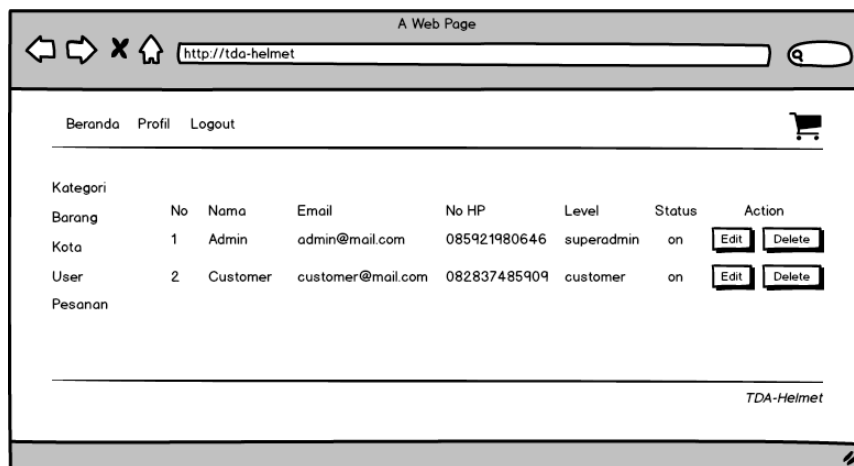 A Web Page
http://tda-helmet
Beranda Profil Logout
Kategori
Barang
Kota
User
Pesanan
No Nama Email No HP Level Status Action
1 Admin admin@mail.com 085921980646 superadmin on Edit Delete
2 Customer customer@mail.com 082837485909 customer on Edit Delete
TDA-Helmet